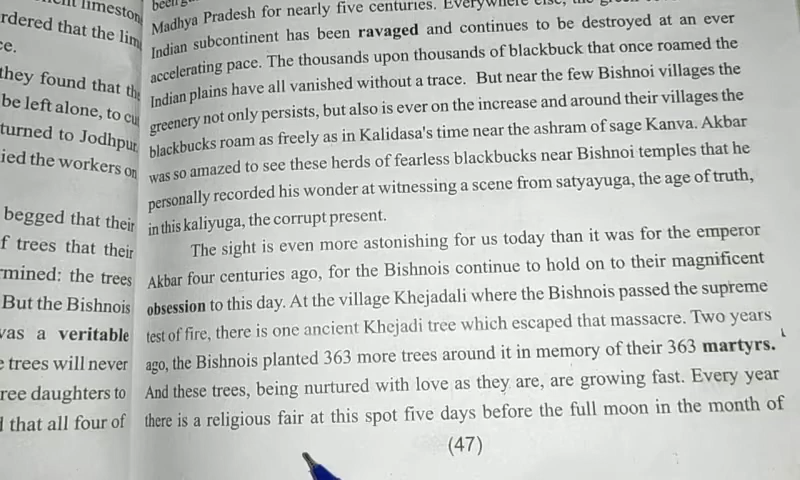 limeston
rdered that the lim
ce.
they found that th
be left alone, to cu
turned to Jodhpur
ied the workers on
begged that their
f trees that their
mined: the trees
But the Bishnois
was a veritable
e trees will never
ree daughters to
d that all four of
Madhya Pradesh for nearly five centuries. Everywhere else, the
Indian subcontinent has been ravaged and continues to be destroyed at an ever
accelerating pace. The thousands upon thousands of blackbuck that once roamed the
Indian plains have all vanished without a trace. But near the few Bishnoi villages the
greenery not only persists, but also is ever on the increase and around their villages the
blackbucks roam as freely as in Kalidasa's time near the ashram of sage Kanva. Akbar
was so amazed to see these herds of fearless blackbucks near Bishnoi temples that he
personally recorded his wonder at witnessing a scene from satyayuga, the age of truth,
in this kaliyuga, the corrupt present.
The sight is even more astonishing for us today than it was for the emperor
Akbar four centuries ago, for the Bishnois continue to hold on to their magnificent
obsession to this day. At the village Khejadali where the Bishnois passed the supreme
test of fire, there is one ancient Khejadi tree which escaped that massacre. Two years
ago, the Bishnois planted 363 more trees around it in memory of their 363 martyrs.
And these trees, being nurtured with love as they are, are growing fast. Every year
there is a religious fair at this spot five days before the full moon in the month of
(47)